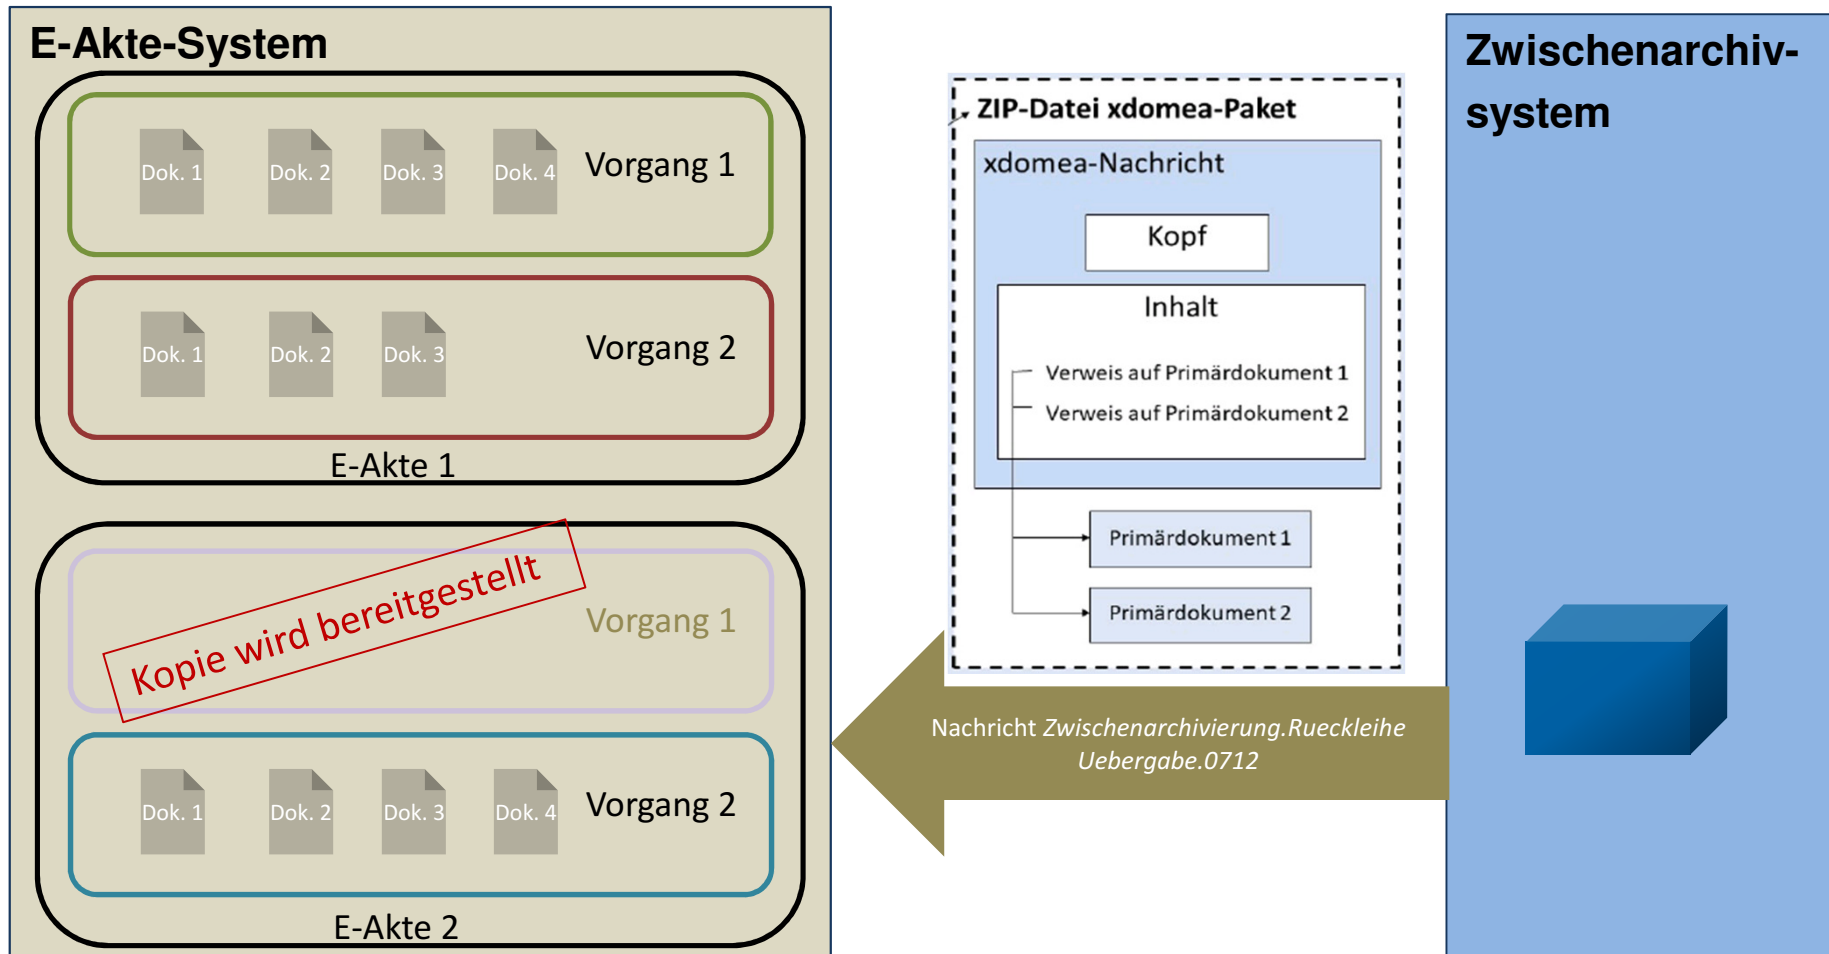 E-Akte-System
Dok. 1
Dok. 2
Dok. 3
Dok. 4
Vorgang 1
Dok. 1
Dok. 2
Dok. 3
Vorgang 2
E-Akte 1
Kopie wird bereitgestellt
Vorgang 1
Dok. 1
Dok. 2
Dok. 3
Dok. 4
Vorgang 2
E-Akte 2
ZIP-Datei xdomea-Paket
xdomea-Nachricht
Kopf
Inhalt
Verweis auf Primärdokument 1
Verweis auf Primärdokument 2
Primärdokument 1
Primärdokument 2
Nachricht Zwischenarchivierung.Rueckleihe
Uebergabe.0712
Zwischenarchiv-
system